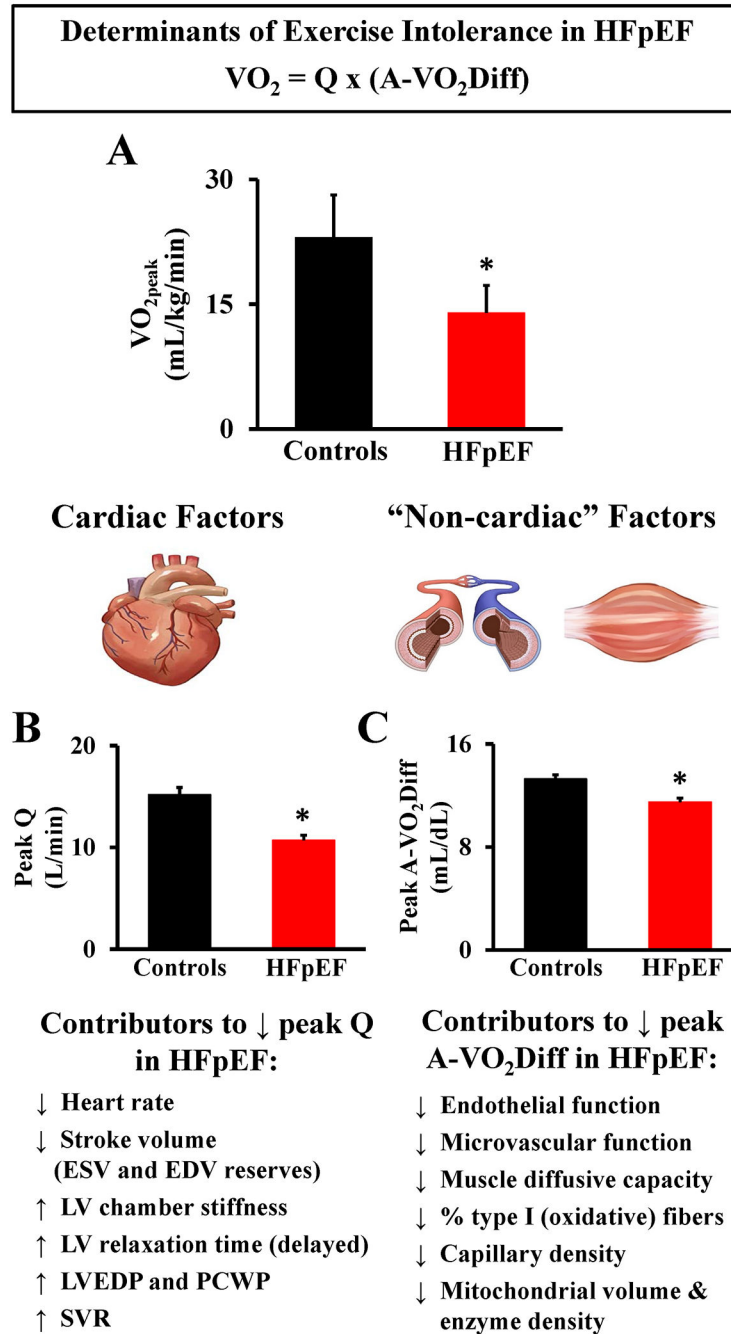 Determinants of Exercise Intolerance in HFpEF
VO₂ = Q x (A-VO₂Diff)
A
VO₂peak
(mL/kg/min)
30
15
0
*
Controls
HFpEF
Cardiac Factors
“Non-cardiac” Factors
B
Peak Q
(L/min)
20
10
0
*
Controls
HFpEF
C
Peak A-VO₂Diff
(mL/dL)
16
8
0
*
Controls
HFpEF
Contributors to ↓ peak Q
in HFpEF:
↓ Heart rate
↓ Stroke volume
(ESV and EDV reserves)
↑ LV chamber stiffness
↑ LV relaxation time (delayed)
↑ LVEDP and PCWP
↑ SVR
Contributors to ↓ peak
A-VO₂Diff in HFpEF:
↓ Endothelial function
↓ Microvascular function
↓ Muscle diffusive capacity
↓ % type I (oxidative) fibers
↓ Capillary density
↓ Mitochondrial volume &
enzyme density